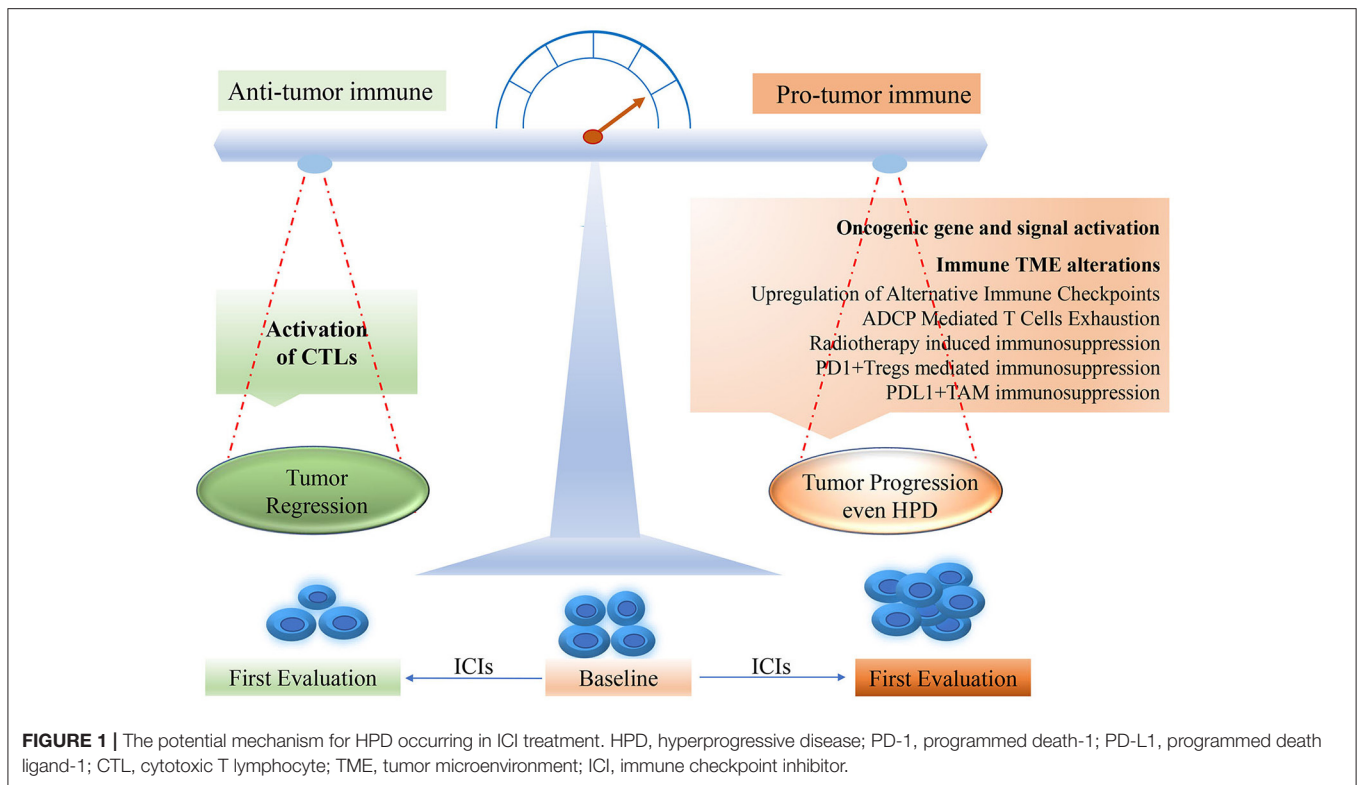 Anti-tumor immune
Pro-tumor immune
Oncogenic gene and signal activation
Immune TME alterations
Upregulation of Alternative Immune Checkpoints
ADCP Mediated T Cells Exhaustion
Radiotherapy induced immunosuppression
PD1+Tregs mediated immunosuppression
PDL1+TAM immunosuppression
Activation
of CTLs
Tumor
Regression
Tumor Progression
even HPD
First Evaluation
ICIs
Baseline
ICIs
First Evaluation
FIGURE 1 | The potential mechanism for HPD occurring in ICI treatment. HPD, hyperprogressive disease; PD-1, programmed death-1; PD-L1, programmed death
ligand-1; CTL, cytotoxic T lymphocyte; TME, tumor microenvironment; ICI, immune checkpoint inhibitor.